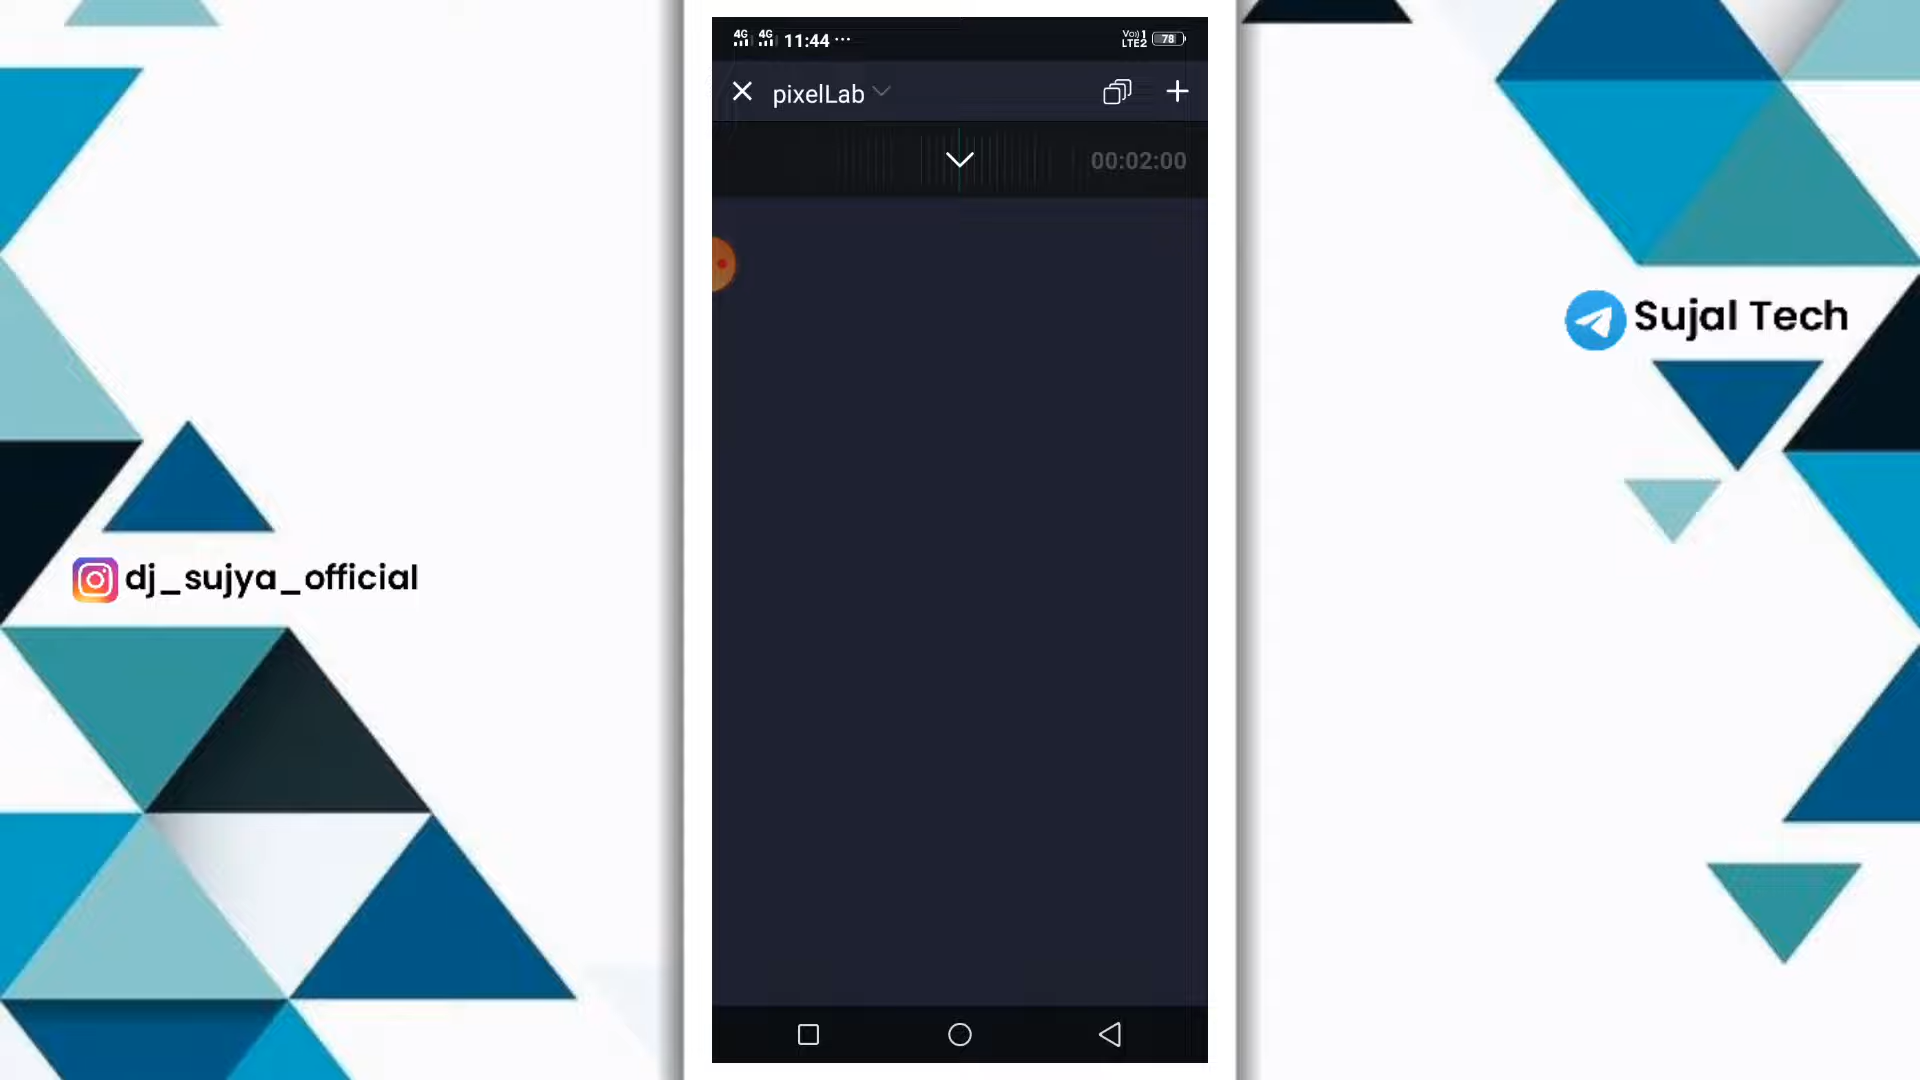 4G 4G 11:44 ...
Vo) 1
LTE2
78
pixelLab
00:02:00
Sujal Tech
dj_sujya_official